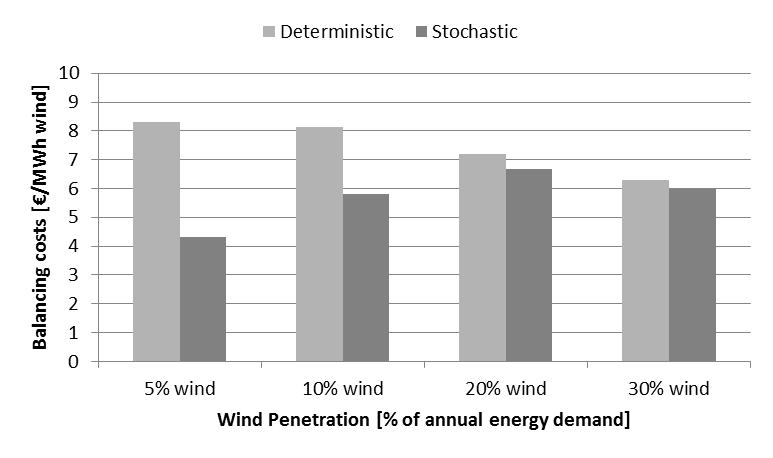 Deterministic Stochastic
Balancing costs [€/MWh wind]
10
9
8
7
6
5
4
3
2
1
0
5% wind 10% wind 20% wind 30% wind
Wind Penetration [% of annual energy demand]